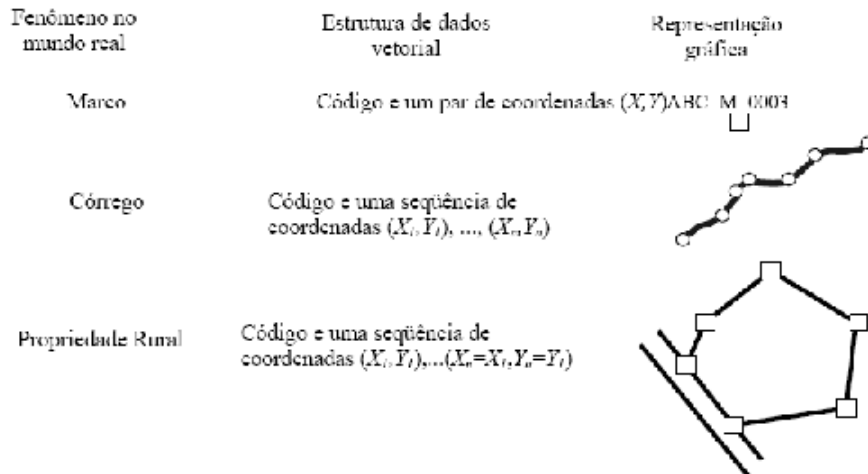 Fenômeno no
mundo real
Estrutura de dados
vetorial
Representação
gráfica
Marco
Código e um par de coordenadas (X,Y)
ABC M 0003
Córrego
Código e uma seqüência de
coordenadas (X₁,Y₁), ..., (Xₙ,Yₙ)
Propriedade Rural
Código e uma seqüência de
coordenadas (X₁,Y₁),...(Xₙ=X₁,Yₙ=Y₁)